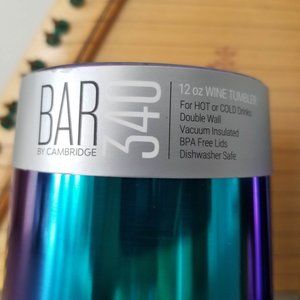 BAR
BY CAMBRIDGE
340
12 oz WINE TUMBLER
For HOT or COLD Drinks
Double Wall
Vacuum Insulated
BPA Free Lids
Dishwasher Safe